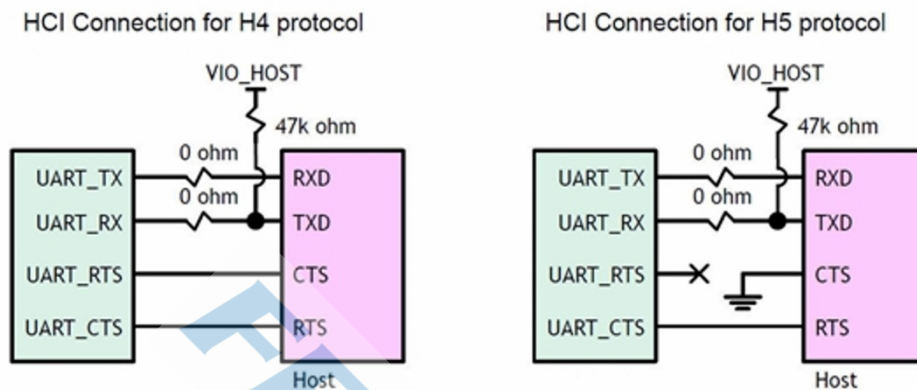 HCI Connection for H4 protocol
VIO_HOST
47k ohm
0 ohm
UART_TX
RXD
0 ohm
UART_RX
TXD
UART_RTS
CTS
UART_CTS
RTS
Host
HCI Connection for H5 protocol
VIO_HOST
47k ohm
0 ohm
UART_TX
RXD
0 ohm
UART_RX
TXD
UART_RTS
CTS
UART_CTS
RTS
Host